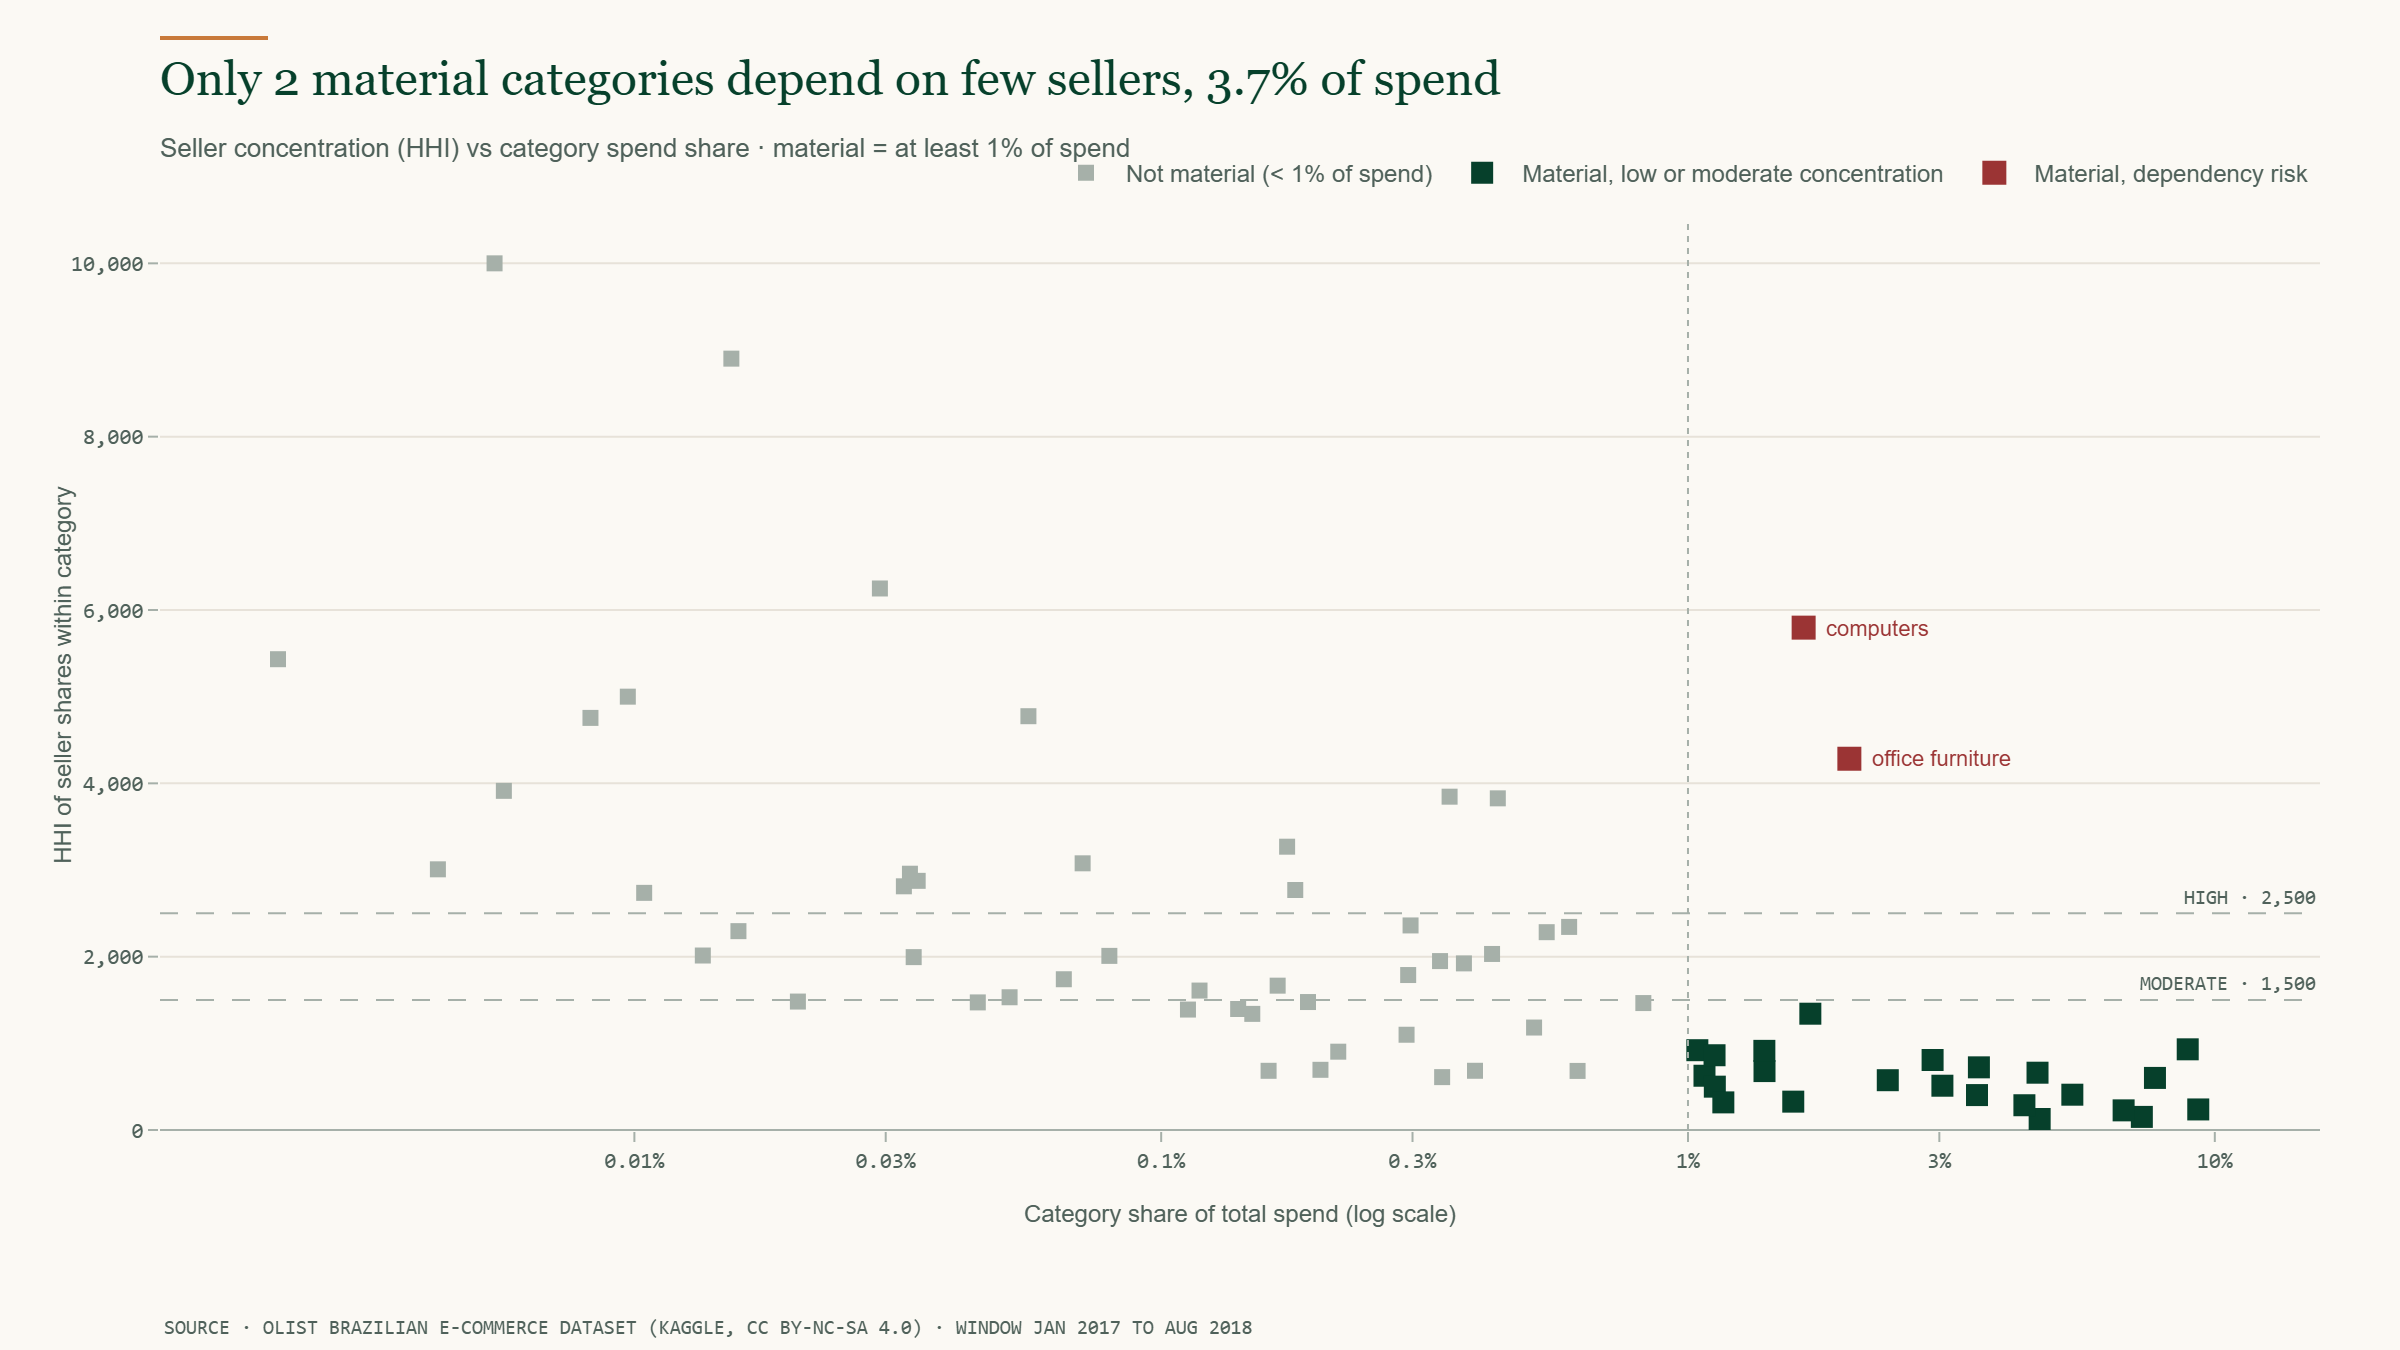 Only 2 material categories depend on few sellers, 3.7% of spend
Seller concentration (HHI) vs category spend share · material = at least 1% of spend
Not material (< 1% of spend)
Material, low or moderate concentration
Material, dependency risk
HHI of seller shares within category
10,000
8,000
6,000
4,000
2,000
0
computers
office furniture
HIGH · 2,500
MODERATE · 1,500
0.01%
0.03%
0.1%
0.3%
1%
3%
10%
Category share of total spend (log scale)
SOURCE · OLIST BRAZILIAN E-COMMERCE DATASET (KAGGLE, CC BY-NC-SA 4.0) · WINDOW JAN 2017 TO AUG 2018